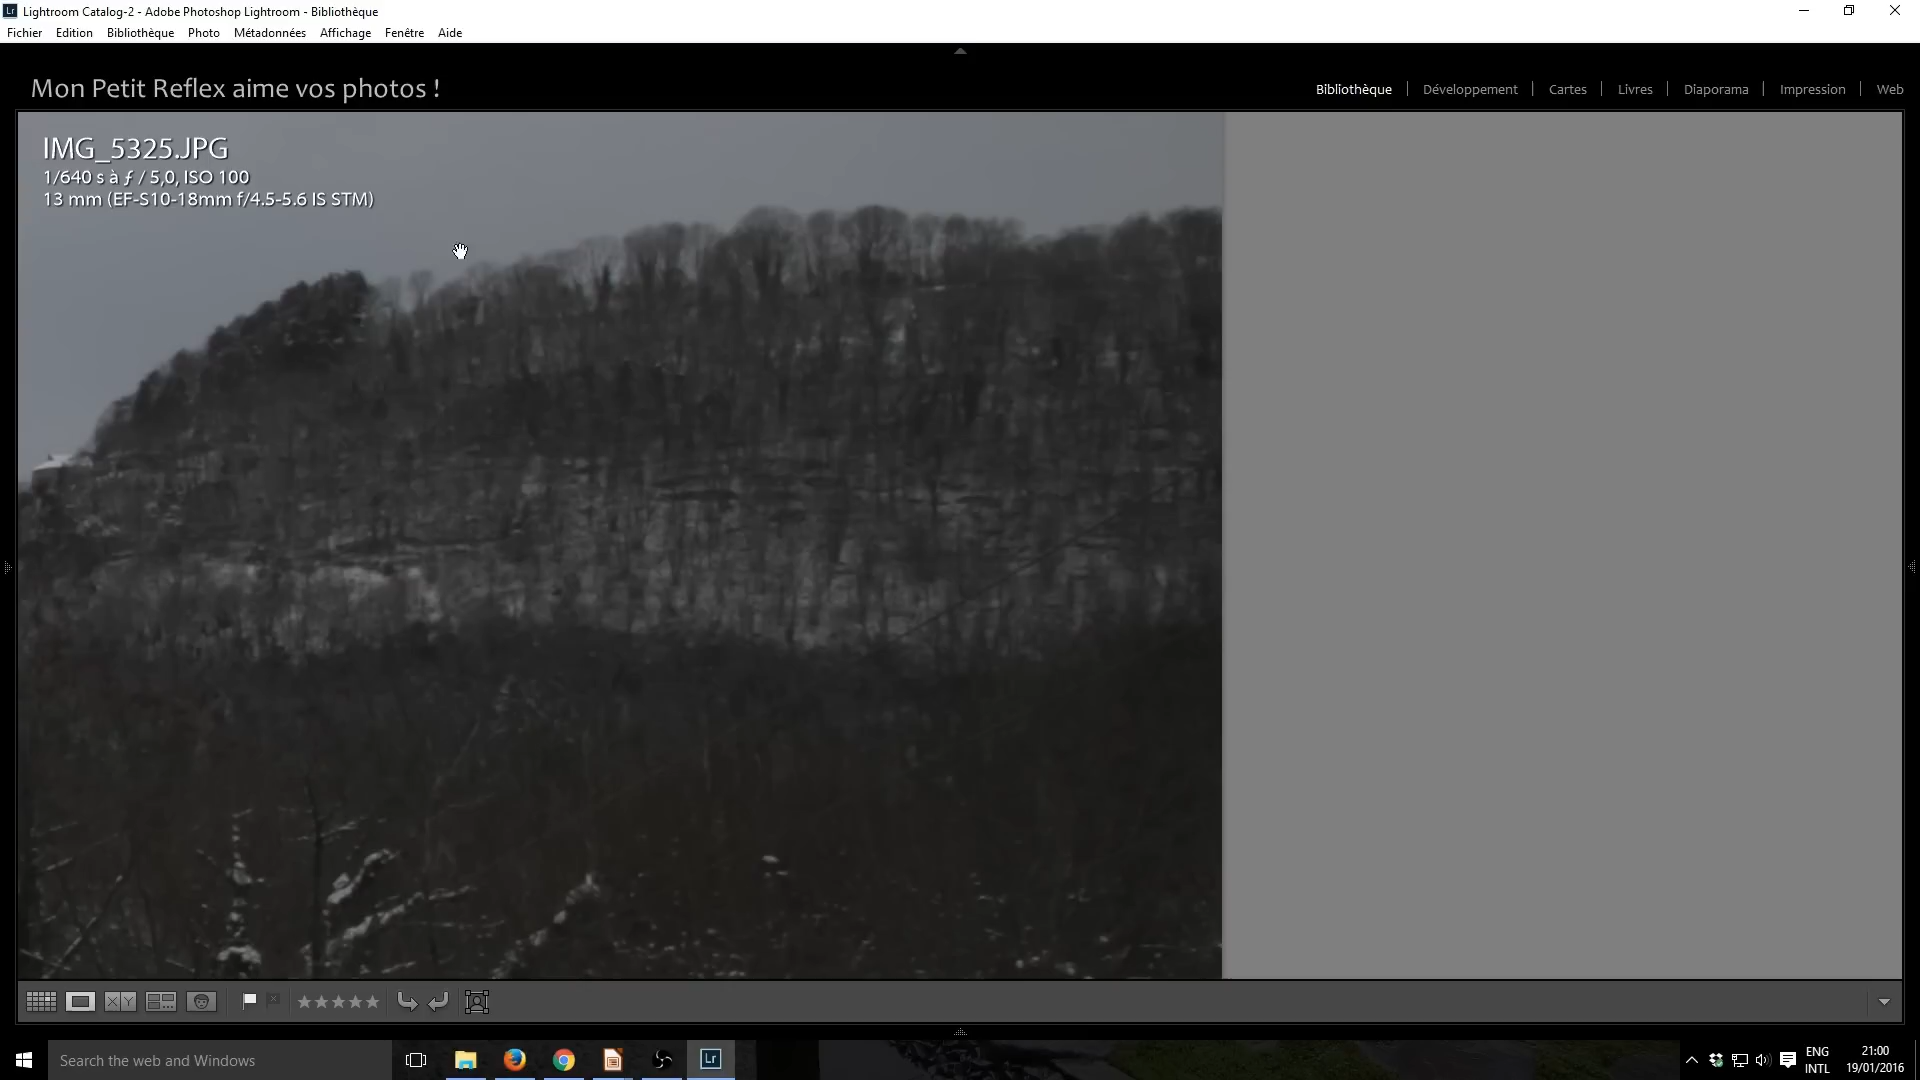 Lightroom Catalog-2 - Adobe Photoshop Lightroom - Bibliothèque
Fichier Edition Bibliothèque Photo Métadonnées Affichage Fenêtre Aide
Mon Petit Reflex aime vos photos !
Bibliothèque | Développement | Cartes | Livres | Diaporama | Impression | Web
IMG_5325.JPG
1/640 s à ƒ / 5,0, ISO 100
13 mm (EF-S10-18mm f/4.5-5.6 IS STM)
X Y
Search the web and Windows
Lr
ENG
INTL
21:00
19/01/2016